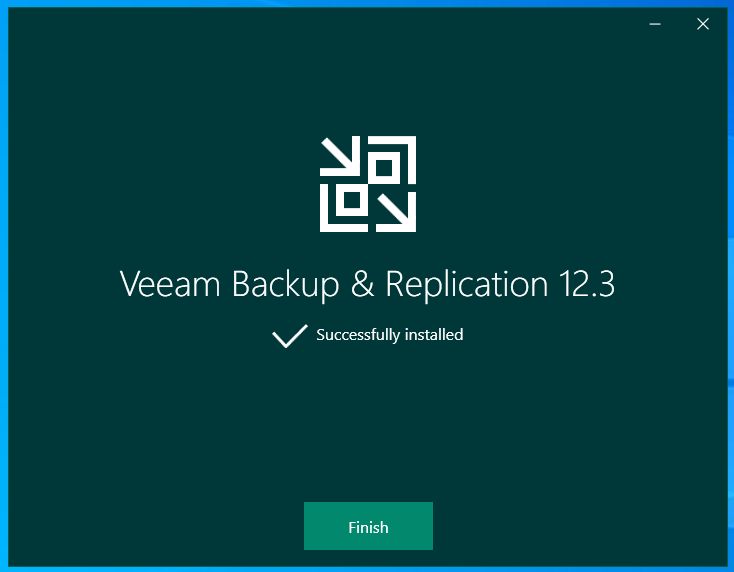 Veeam Backup & Replication 12.3
Successfully installed
Finish